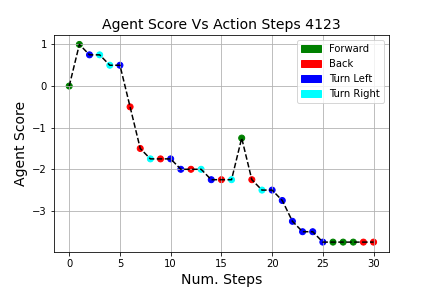 Agent Score Vs Action Steps 4123
Forward
Back
Turn Left
Turn Right
1
0
−1
−2
−3
Agent Score
0 5 10 15 20 25 30
Num. Steps